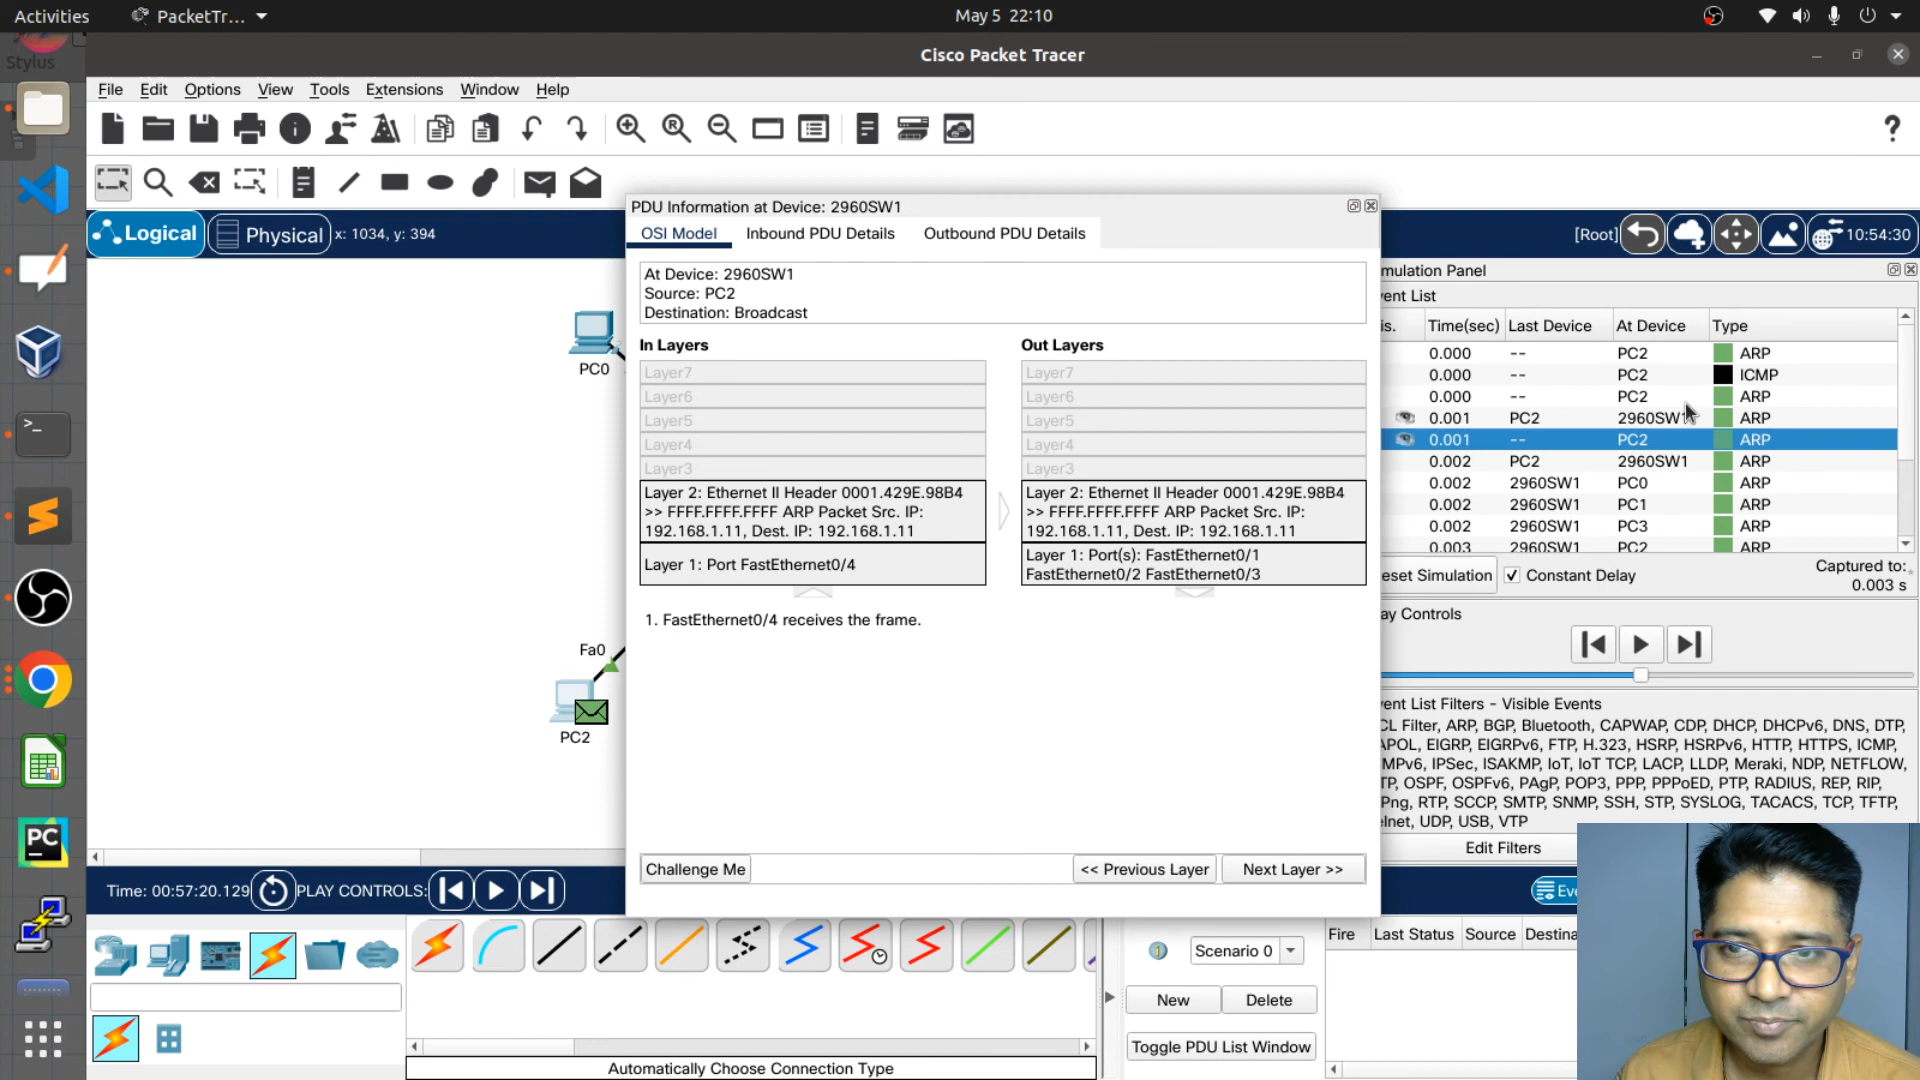 Activities
PacketTr...
May 5 22:10
Stylus
Cisco Packet Tracer
File Edit Options View Tools Extensions Window Help
?
Logical
Physical
x: 1034, y: 394
[Root]
10:54:30
PDU Information at Device: 2960SW1
OSI Model Inbound PDU Details Outbound PDU Details
At Device: 2960SW1
Source: PC2
Destination: Broadcast
In Layers
Layer7
Layer6
Layer5
Layer4
Layer3
Layer 2: Ethernet II Header 0001.429E.98B4
>> FFFF.FFFF.FFFF ARP Packet Src. IP:
192.168.1.11, Dest. IP: 192.168.1.11
Layer 1: Port FastEthernet0/4
Out Layers
Layer7
Layer6
Layer5
Layer4
Layer3
Layer 2: Ethernet II Header 0001.429E.98B4
>> FFFF.FFFF.FFFF ARP Packet Src. IP:
192.168.1.11, Dest. IP: 192.168.1.11
Layer 1: Port(s): FastEthernet0/1
FastEthernet0/2 FastEthernet0/3
1. FastEthernet0/4 receives the frame.
Challenge Me
<< Previous Layer
Next Layer >>
PC0
Fa0
PC2
mulation Panel
ent List
is. Time(sec) Last Device At Device Type
0.000 -- PC2 ARP
0.000 -- PC2 ICMP
0.000 -- PC2 ARP
0.001 PC2 2960SW1 ARP
0.001 -- PC2 ARP
0.002 PC2 2960SW1 ARP
0.002 2960SW1 PC0 ARP
0.002 2960SW1 PC1 ARP
0.002 2960SW1 PC3 ARP
0.003 2960SW1 PC2 ARP
eset Simulation
Constant Delay
Captured to:
0.003 s
ay Controls
ent List Filters - Visible Events
CL Filter, ARP, BGP, Bluetooth, CAPWAP, CDP, DHCP, DHCPv6, DNS, DTP,
APOL, EIGRP, EIGRPv6, FTP, H.323, HSRP, HSRPv6, HTTP, HTTPS, ICMP,
MPv6, IPSec, ISAKMP, IoT, IoT TCP, LACP, LLDP, Meraki, NDP, NETFLOW,
TP, OSPF, OSPFv6, PAgP, POP3, PPP, PPPoED, PTP, RADIUS, REP, RIP,
Png, RTP, SCCP, SMTP, SNMP, SSH, STP, SYSLOG, TACACS, TCP, TFTP,
elnet, UDP, USB, VTP
Edit Filters
PC
Time: 00:57:20.129
PLAY CONTROLS:
Eve
Scenario 0
New
Delete
Toggle PDU List Window
Fire Last Status Source Destina
Automatically Choose Connection Type